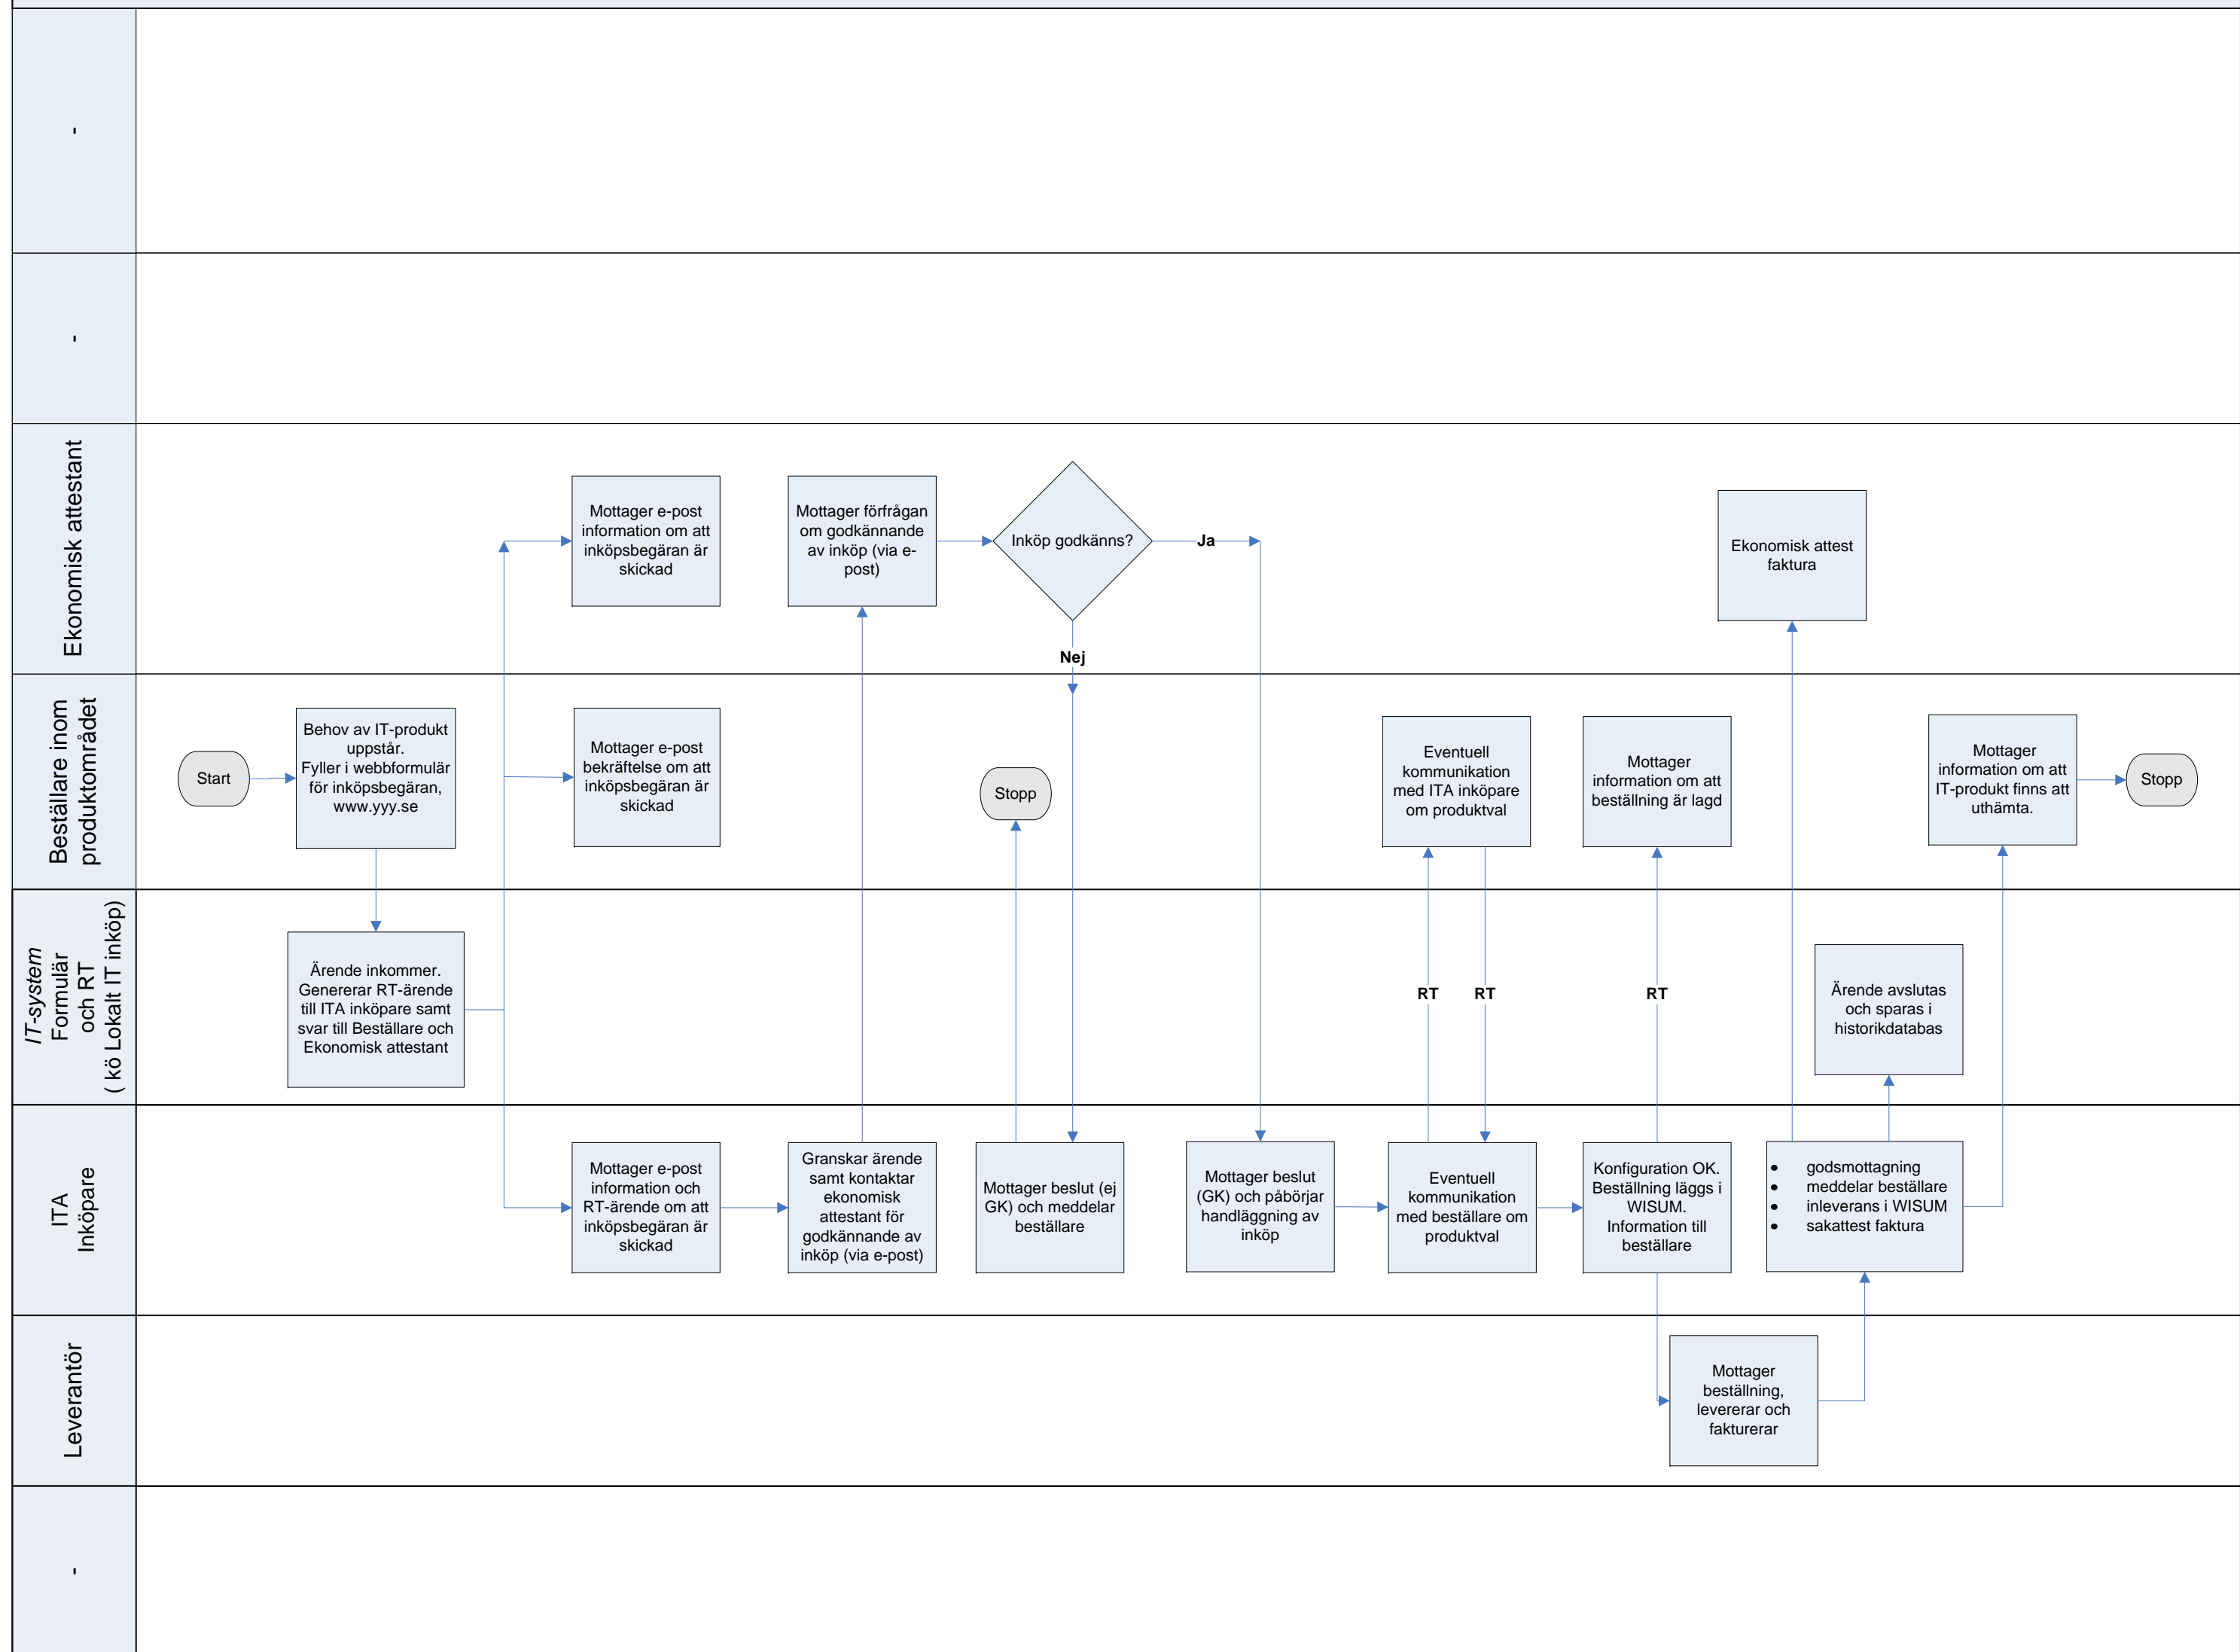 -
-
Ekonomisk attestant
Mottager e-post
information om att
inköpsbegäran är
skickad
Mottager förfrågan
om godkännande
av inköp (via e-
post)
Inköp godkänns?
Ja
Nej
Ekonomisk attest
faktura
Beställare inom
produktområdet
Start
Behov av IT-produkt
uppstår.
Fyller i webbformulär
för inköpsbegäran,
www.yyy.se
Mottager e-post
bekräftelse om att
inköpsbegäran är
skickad
Stopp
Eventuell
kommunikation
med ITA inköpare
om produktval
Mottager
information om att
beställning är lagd
Mottager
information om att
IT-produkt finns att
uthämta.
Stopp
IT-system
Formulär
och RT
( kö Lokalt IT inköp)
Ärende inkommer.
Genererar RT-ärende
till ITA inköpare samt
svar till Beställare och
Ekonomisk attestant
RT
RT
RT
Ärende avslutas
och sparas i
historikdatabas
ITA
Inköpare
Mottager e-post
information och
RT-ärende om att
inköpsbegäran är
skickad
Granskar ärende
samt kontaktar
ekonomisk
attestant för
godkännande av
inköp (via e-post)
Mottager beslut (ej
GK) och meddelar
beställare
Mottager beslut
(GK) och påbörjar
handläggning av
inköp
Eventuell
kommunikation
med beställare om
produktval
Konfiguration OK.
Beställning läggs i
WISUM.
Information till
beställare
• godsmottagning
• meddelar beställare
• inleverans i WISUM
• sakattest faktura
Leverantör
Mottager
beställning,
levererar och
fakturerar
-